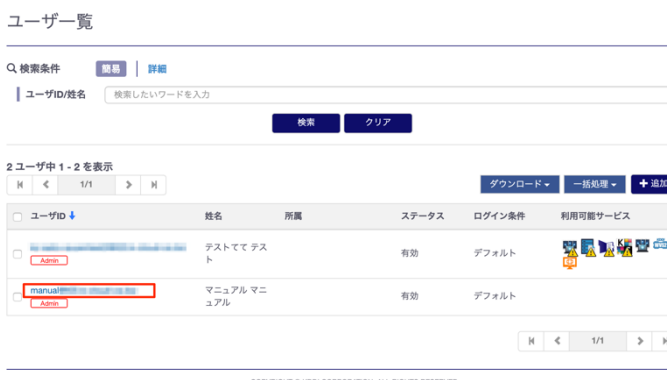 ユーザ一覧
検索条件 簡易 詳細
ユーザID/姓名 検索したいワードを入力
検索 クリア
2 ユーザ中 1 - 2 を表示
1/1 ダウンロード 一括処理 + 追加
ユーザID 姓名 所属 ステータス ログイン条件 利用可能サービス
テストてて テス
ト
有効 デフォルト
Admin
manual
マニュアル マニ
ュアル
有効 デフォルト
Admin
1/1